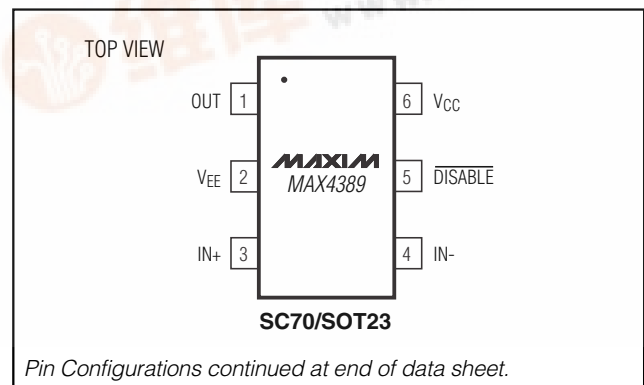 TOP VIEW
OUT 1
6 VCC
VEE 2
MAXIM
MAX4389
5 DISABLE
IN+ 3
4 IN-
SC70/SOT23
Pin Configurations continued at end of data sheet.